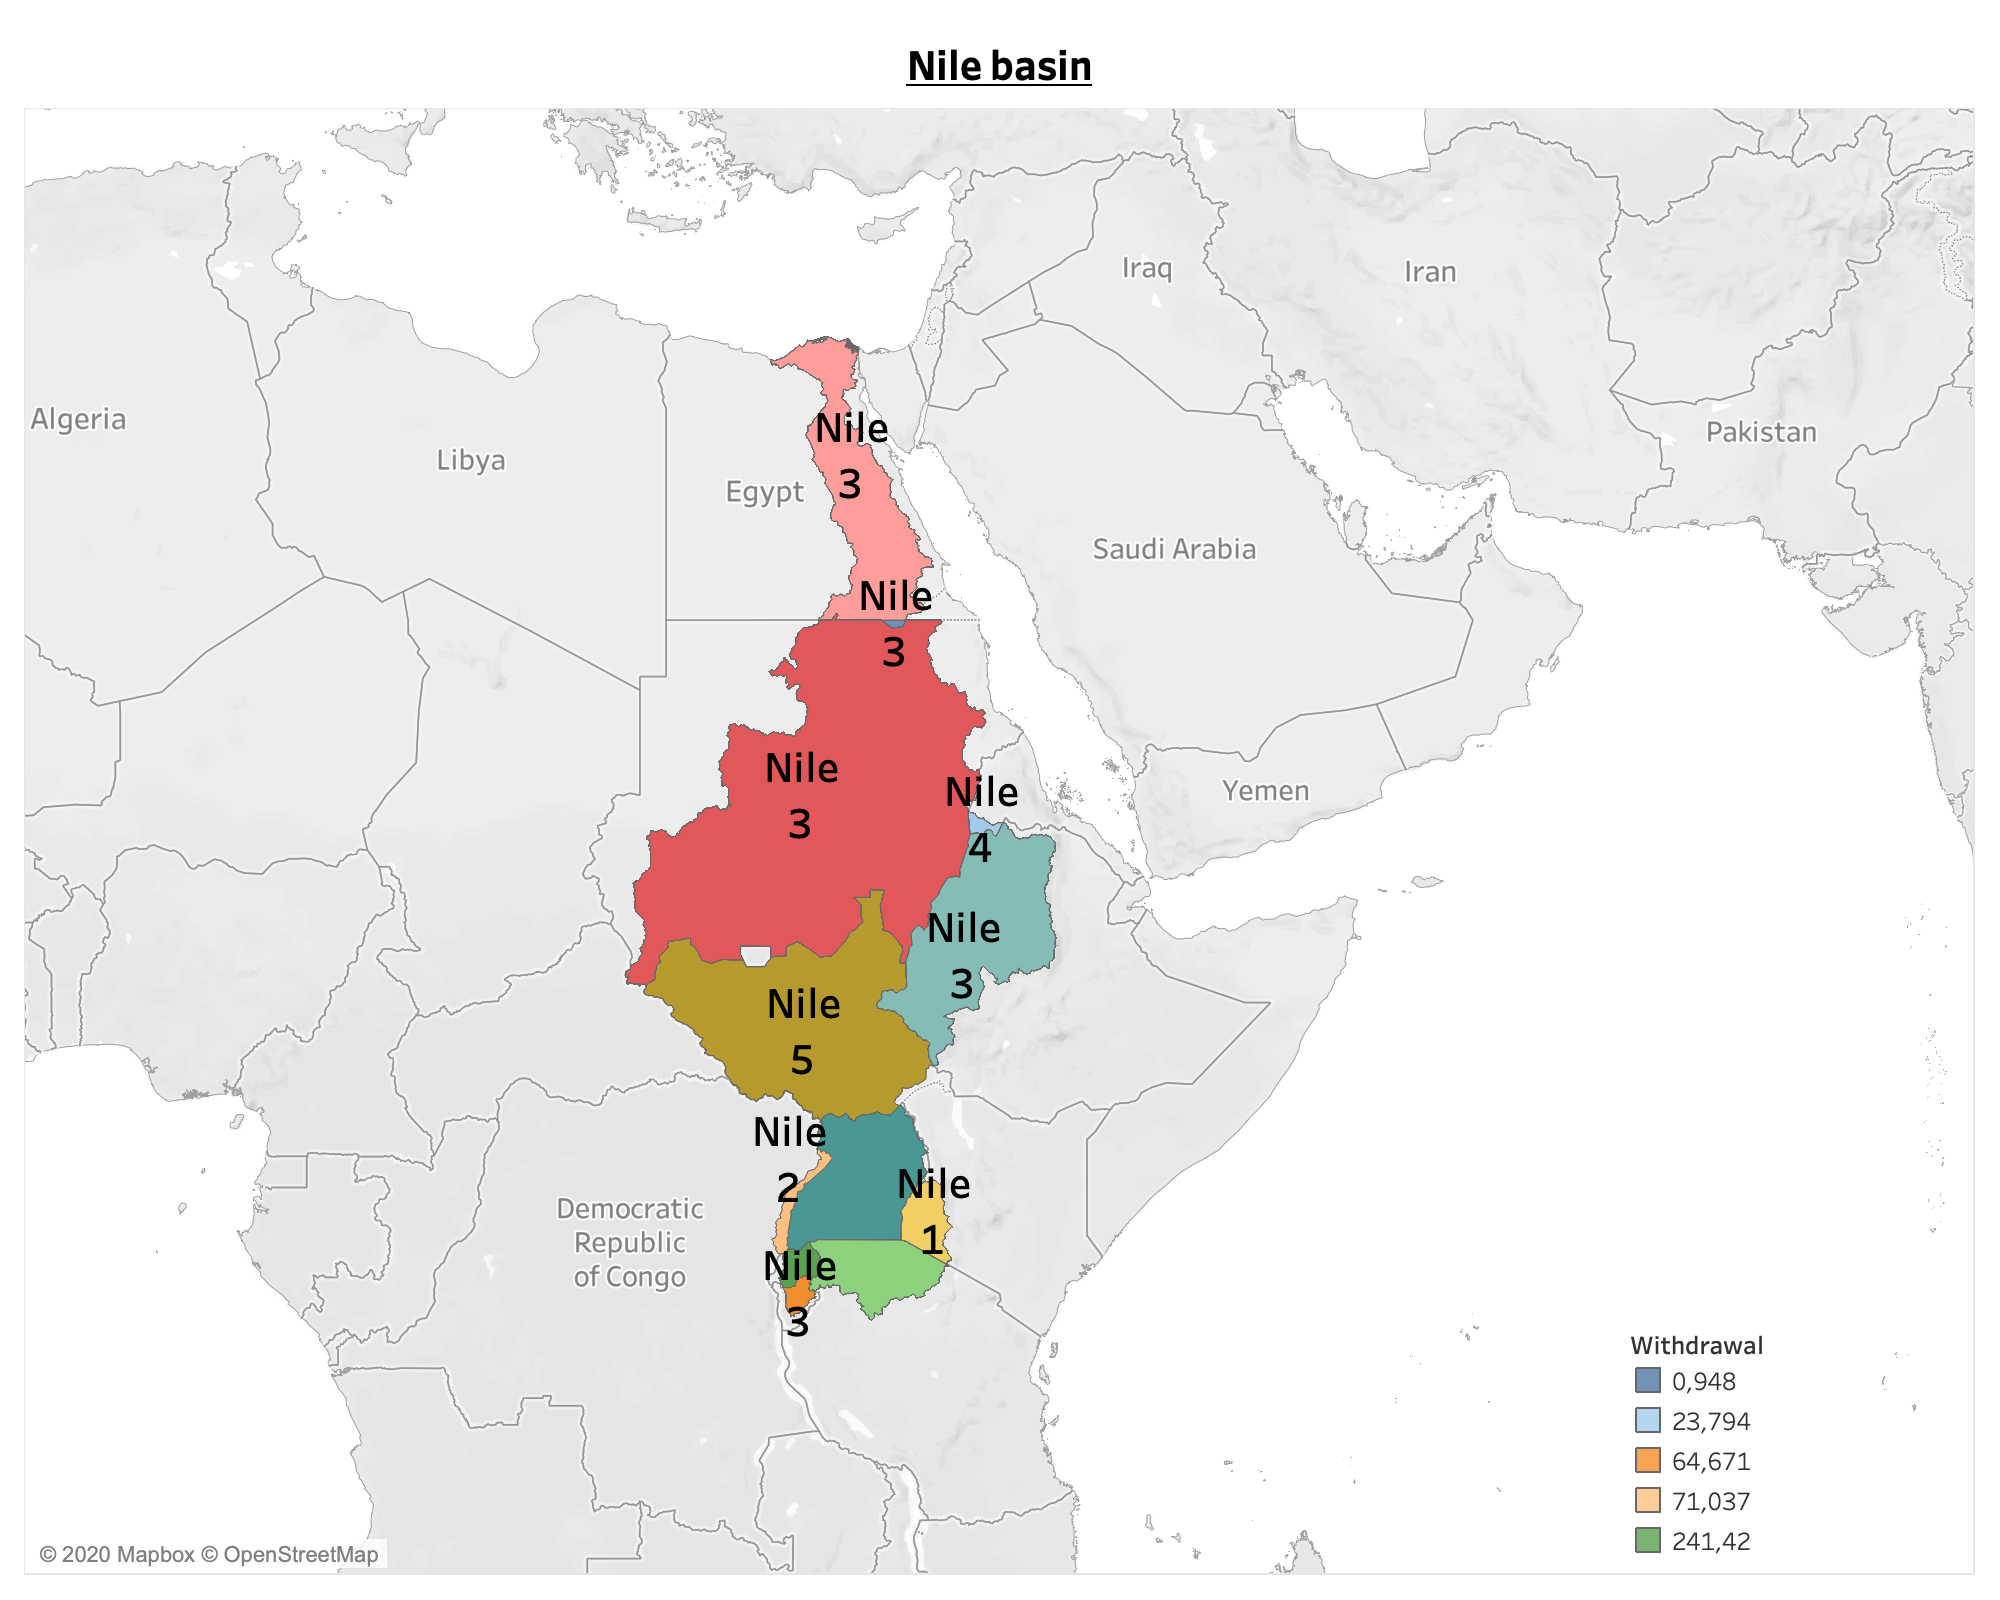 Nile basin
Iraq
Iran
Algeria
Libya
Egypt
Pakistan
Saudi Arabia
Yemen
Nile
3
Nile
3
Nile
3
Nile
4
Nile
3
Nile
5
Nile
2
Nile
1
Nile
3
Democratic
Republic
of Congo
Withdrawal
0,948
23,794
64,671
71,037
241,42
© 2020 Mapbox © OpenStreetMap